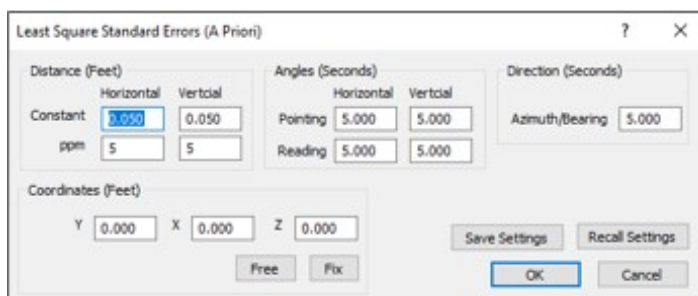 Least Square Standard Errors (A Priori) ?
Distance (Feet) Angles (Seconds) Direction (Seconds)
Horizontal Vertcial Horizontal Vertcial
Constant 0.050 0.050 Pointing 5.000 5.000 Azimuth/Bearing 5.000
ppm 5 5 Reading 5.000 5.000
Coordinates (Feet)
Y 0.000 X 0.000 Z 0.000
Save Settings Recall Settings
Free Fix OK Cancel